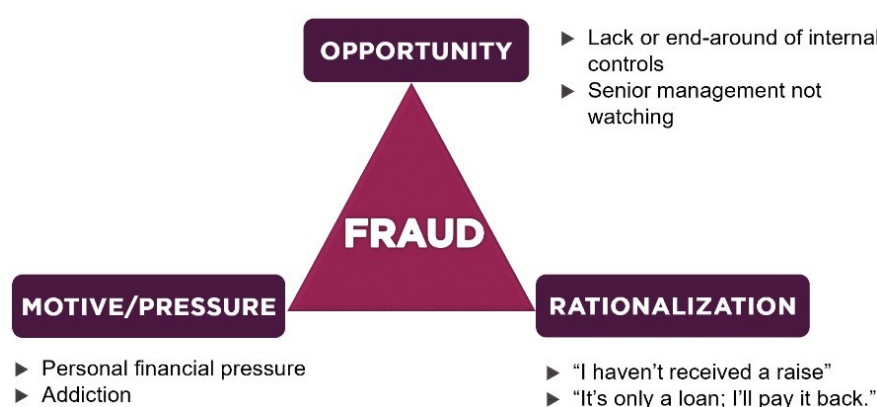 OPPORTUNITY
▶ Lack or end-around of internal
controls
▶ Senior management not
watching
FRAUD
MOTIVE/PRESSURE
▶ Personal financial pressure
▶ Addiction
RATIONALIZATION
▶ “I haven’t received a raise”
▶ “It’s only a loan; I’ll pay it back.”